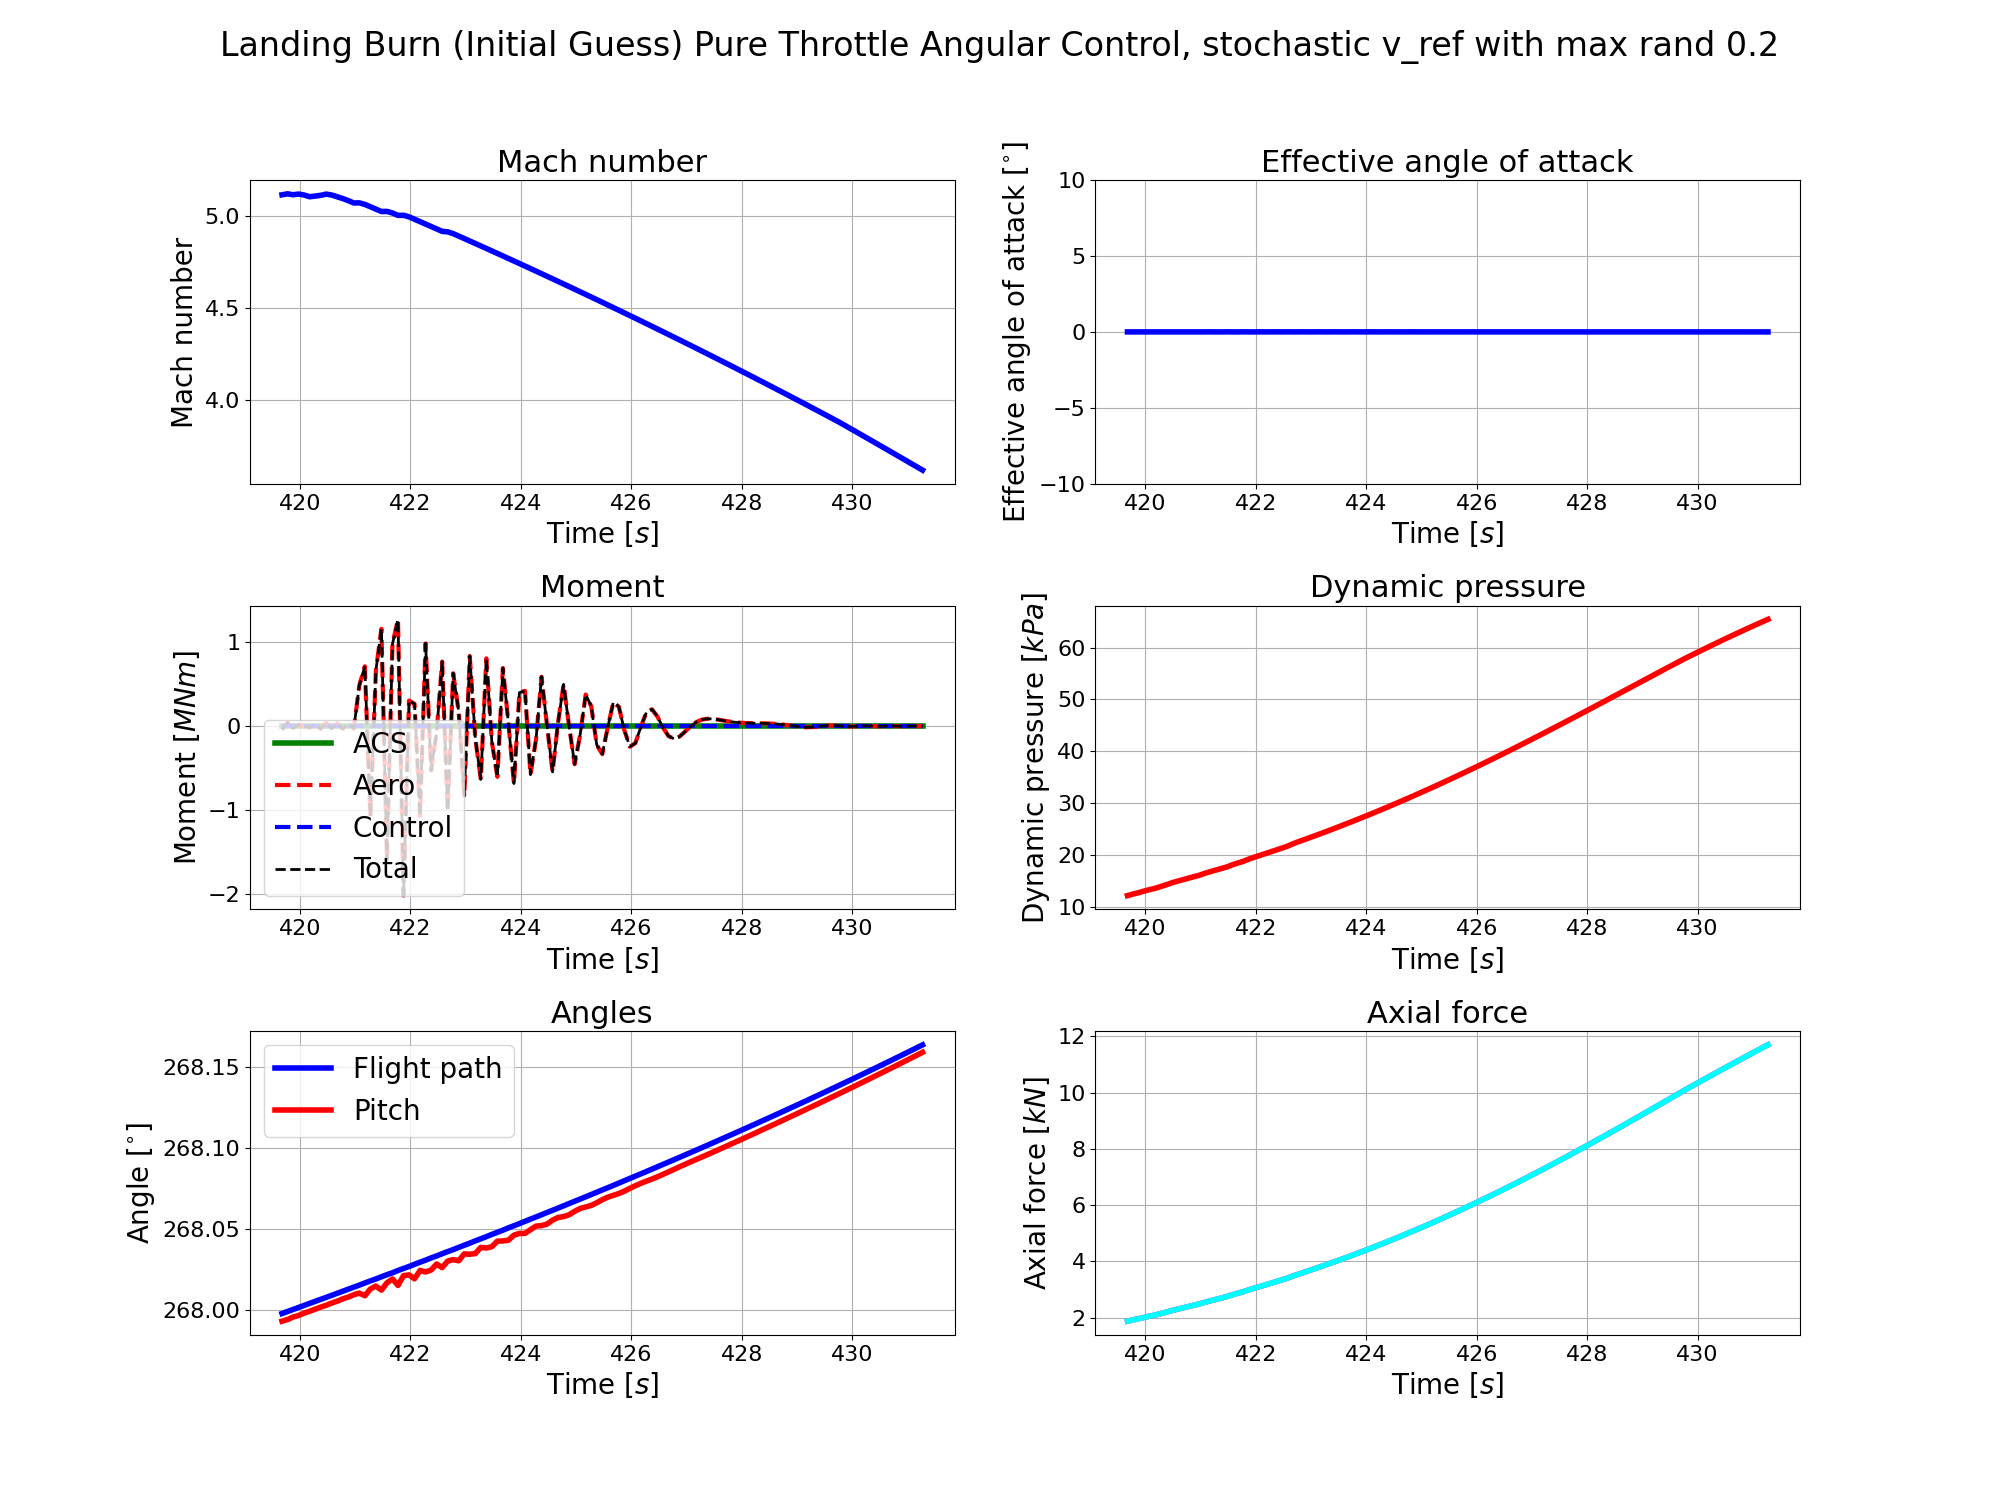 Landing Burn (Initial Guess) Pure Throttle Angular Control, stochastic v_ref with max rand 0.2
Mach number
Mach number
5.0
4.5
4.0
420 422 424 426 428 430
Time [s]
Effective angle of attack
Effective angle of attack [°]
10
5
0
−5
−10
420 422 424 426 428 430
Time [s]
Moment
Moment [MNm]
1
0
−1
−2
ACS
Aero
Control
Total
420 422 424 426 428 430
Time [s]
Dynamic pressure
Dynamic pressure [kPa]
60
50
40
30
20
10
420 422 424 426 428 430
Time [s]
Angles
Angle [°]
268.15
268.10
268.05
268.00
Flight path
Pitch
420 422 424 426 428 430
Time [s]
Axial force
Axial force [kN]
12
10
8
6
4
2
420 422 424 426 428 430
Time [s]